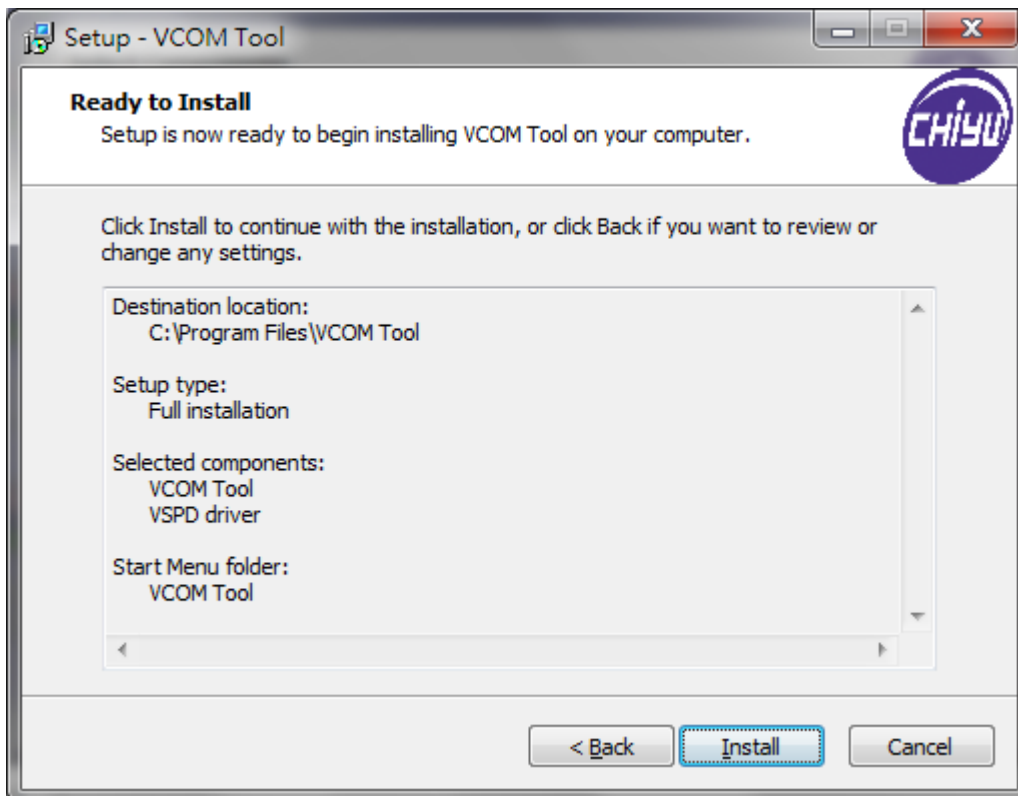 Setup - VCOM Tool
Ready to Install
Setup is now ready to begin installing VCOM Tool on your computer.
CHIYU
Click Install to continue with the installation, or click Back if you want to review or
change any settings.
Destination location:
C:\Program Files\VCOM Tool
Setup type:
Full installation
Selected components:
VCOM Tool
VSPD driver
Start Menu folder:
VCOM Tool
< Back
Install
Cancel